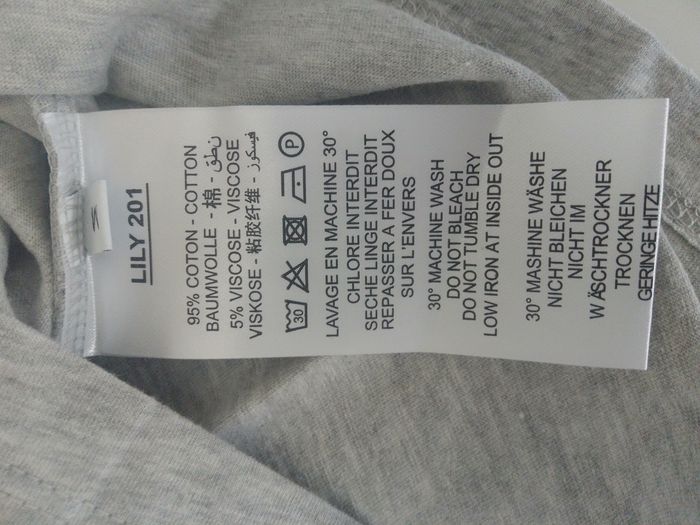 M
LILY 201
95% COTON - COTTON
BAUMWOLLE - 棉 - قطن
5% VISCOSE - VISCOSE
VISKOSE - 粘胶纤维 - فيسكوز
30 P
LAVAGE EN MACHINE 30°
CHLORE INTERDIT
SECHE LINGE INTERDIT
REPASSER A FER DOUX
SUR L'ENVERS
30° MACHINE WASH
DO NOT BLEACH
DO NOT TUMBLE DRY
LOW IRON AT INSIDE OUT
30° MASHINE WÄSHE
NICHT BLEICHEN
NICHT IM
WÄSCHTROCKNER
TROCKNEN
GERINGE HITZE